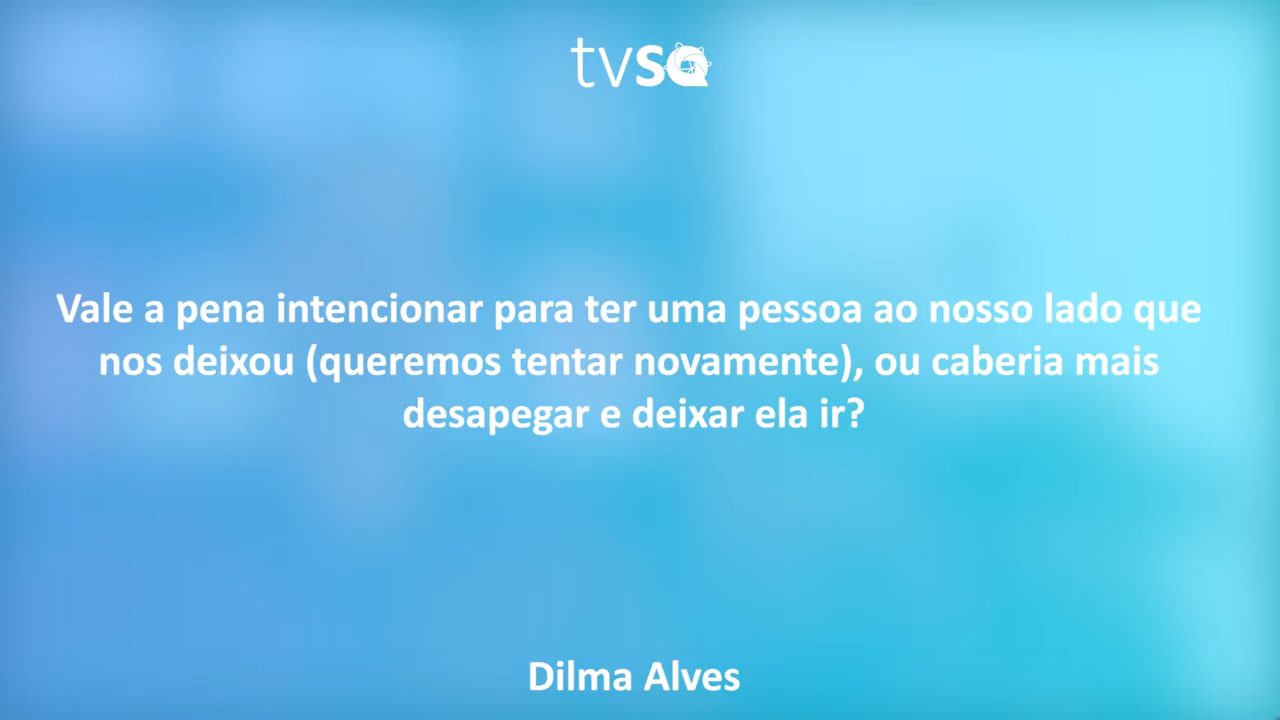 tvsQ
Vale a pena intencionar para ter uma pessoa ao nosso lado que
nos deixou (queremos tentar novamente), ou caberia mais
desapegar e deixar ela ir?
Dilma Alves